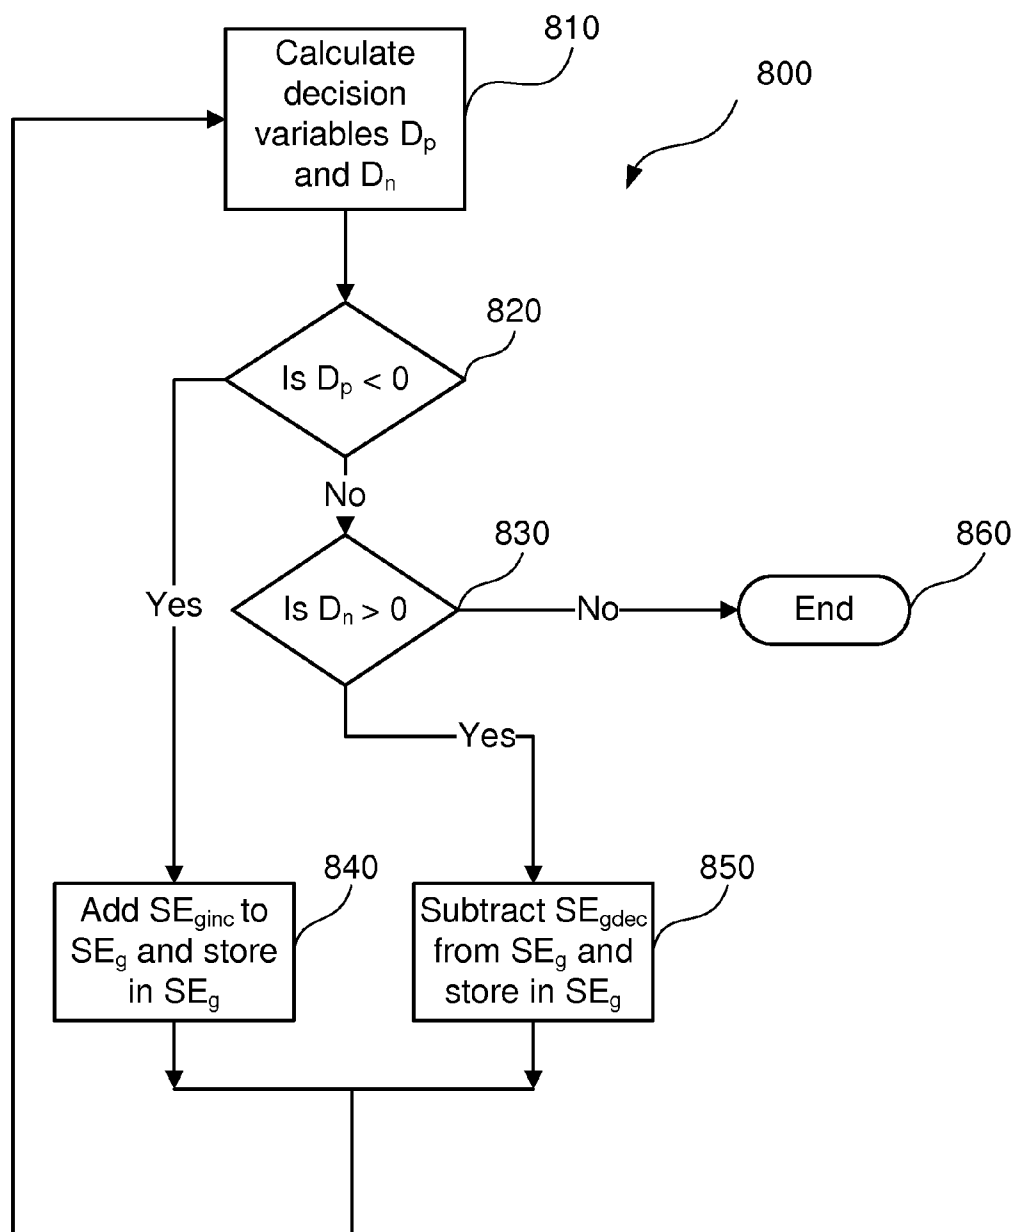 810
Calculate
decision
variables Dp
and Dn
800
820
Is Dp < 0
No
830
860
Yes
Is Dn > 0
No
End
Yes
840
850
Add SEginc to
SEg and store
in SEg
Subtract SEgdec
from SEg and
store in SEg